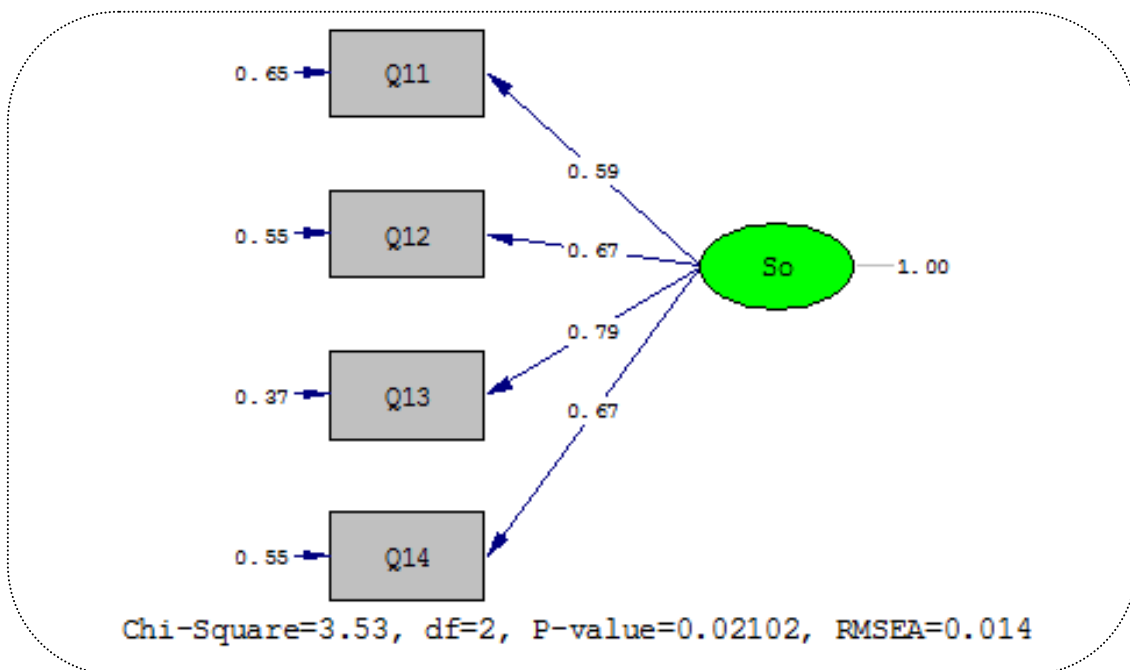 0.65
Q11
0.59
0.55
Q12
0.67
So
1.00
0.79
0.37
Q13
0.67
0.55
Q14
Chi-Square=3.53, df=2, P-value=0.02102, RMSEA=0.014